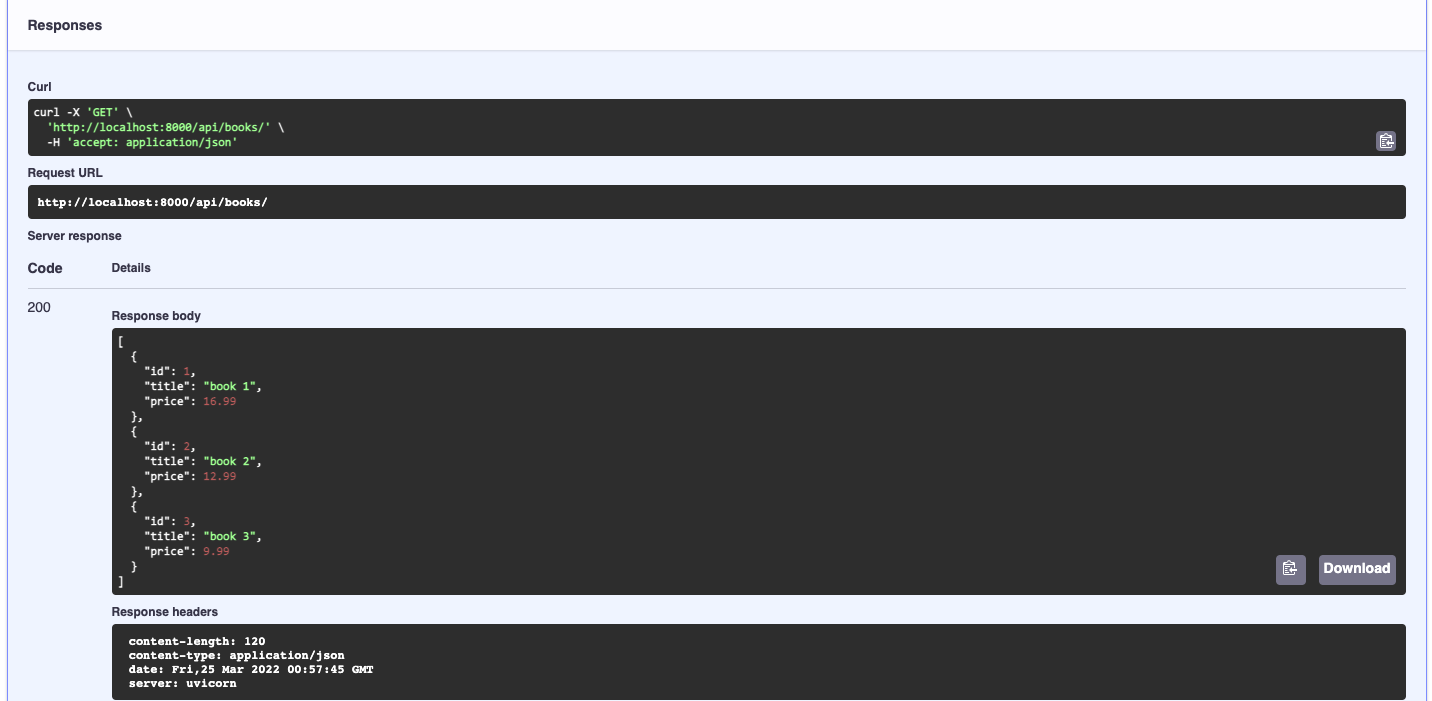 Responses
Curl
curl -X 'GET' \
  'http://localhost:8000/api/books/' \
  -H 'accept: application/json'
Request URL
http://localhost:8000/api/books/
Server response
Code Details
200
Response body
[
  {
    "id": 1,
    "title": "book 1",
    "price": 16.99
  },
  {
    "id": 2,
    "title": "book 2",
    "price": 12.99
  },
  {
    "id": 3,
    "title": "book 3",
    "price": 9.99
  }
]
Download
Response headers
content-length: 120
content-type: application/json
date: Fri,25 Mar 2022 00:57:45 GMT
server: uvicorn